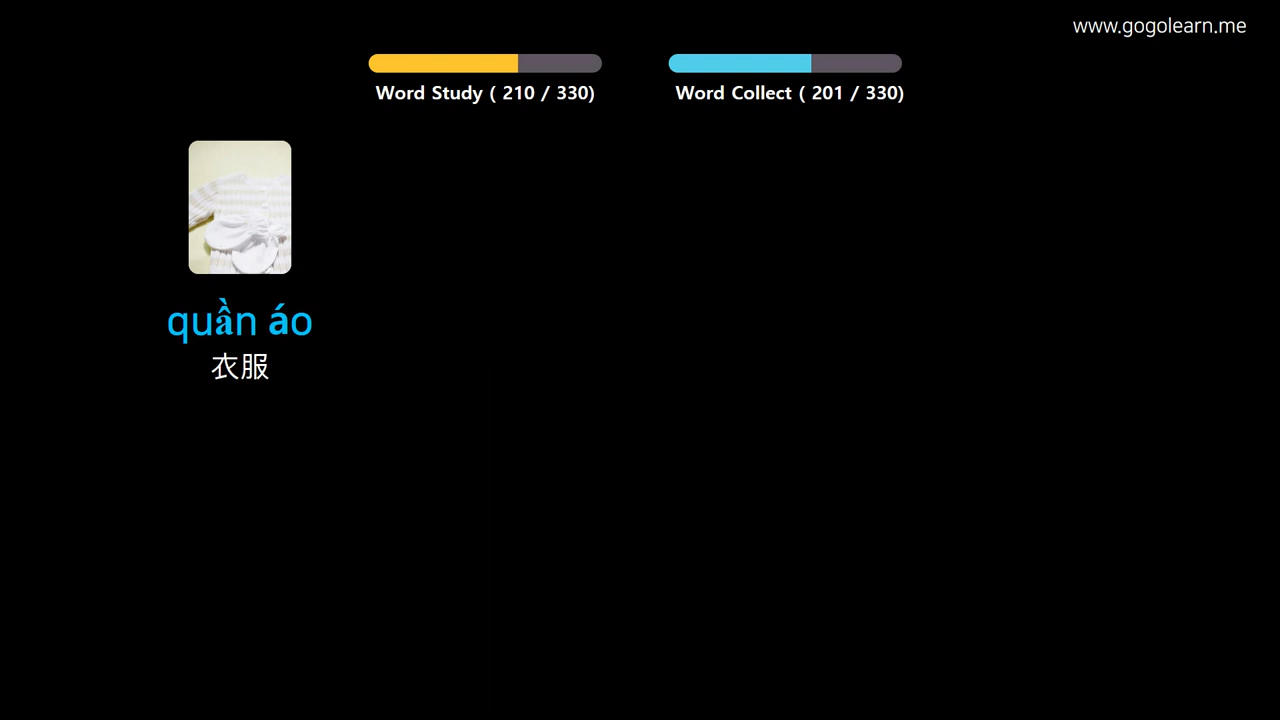 www.gogolearn.me
Word Study ( 210 / 330)
Word Collect ( 201 / 330)
quần áo
衣服